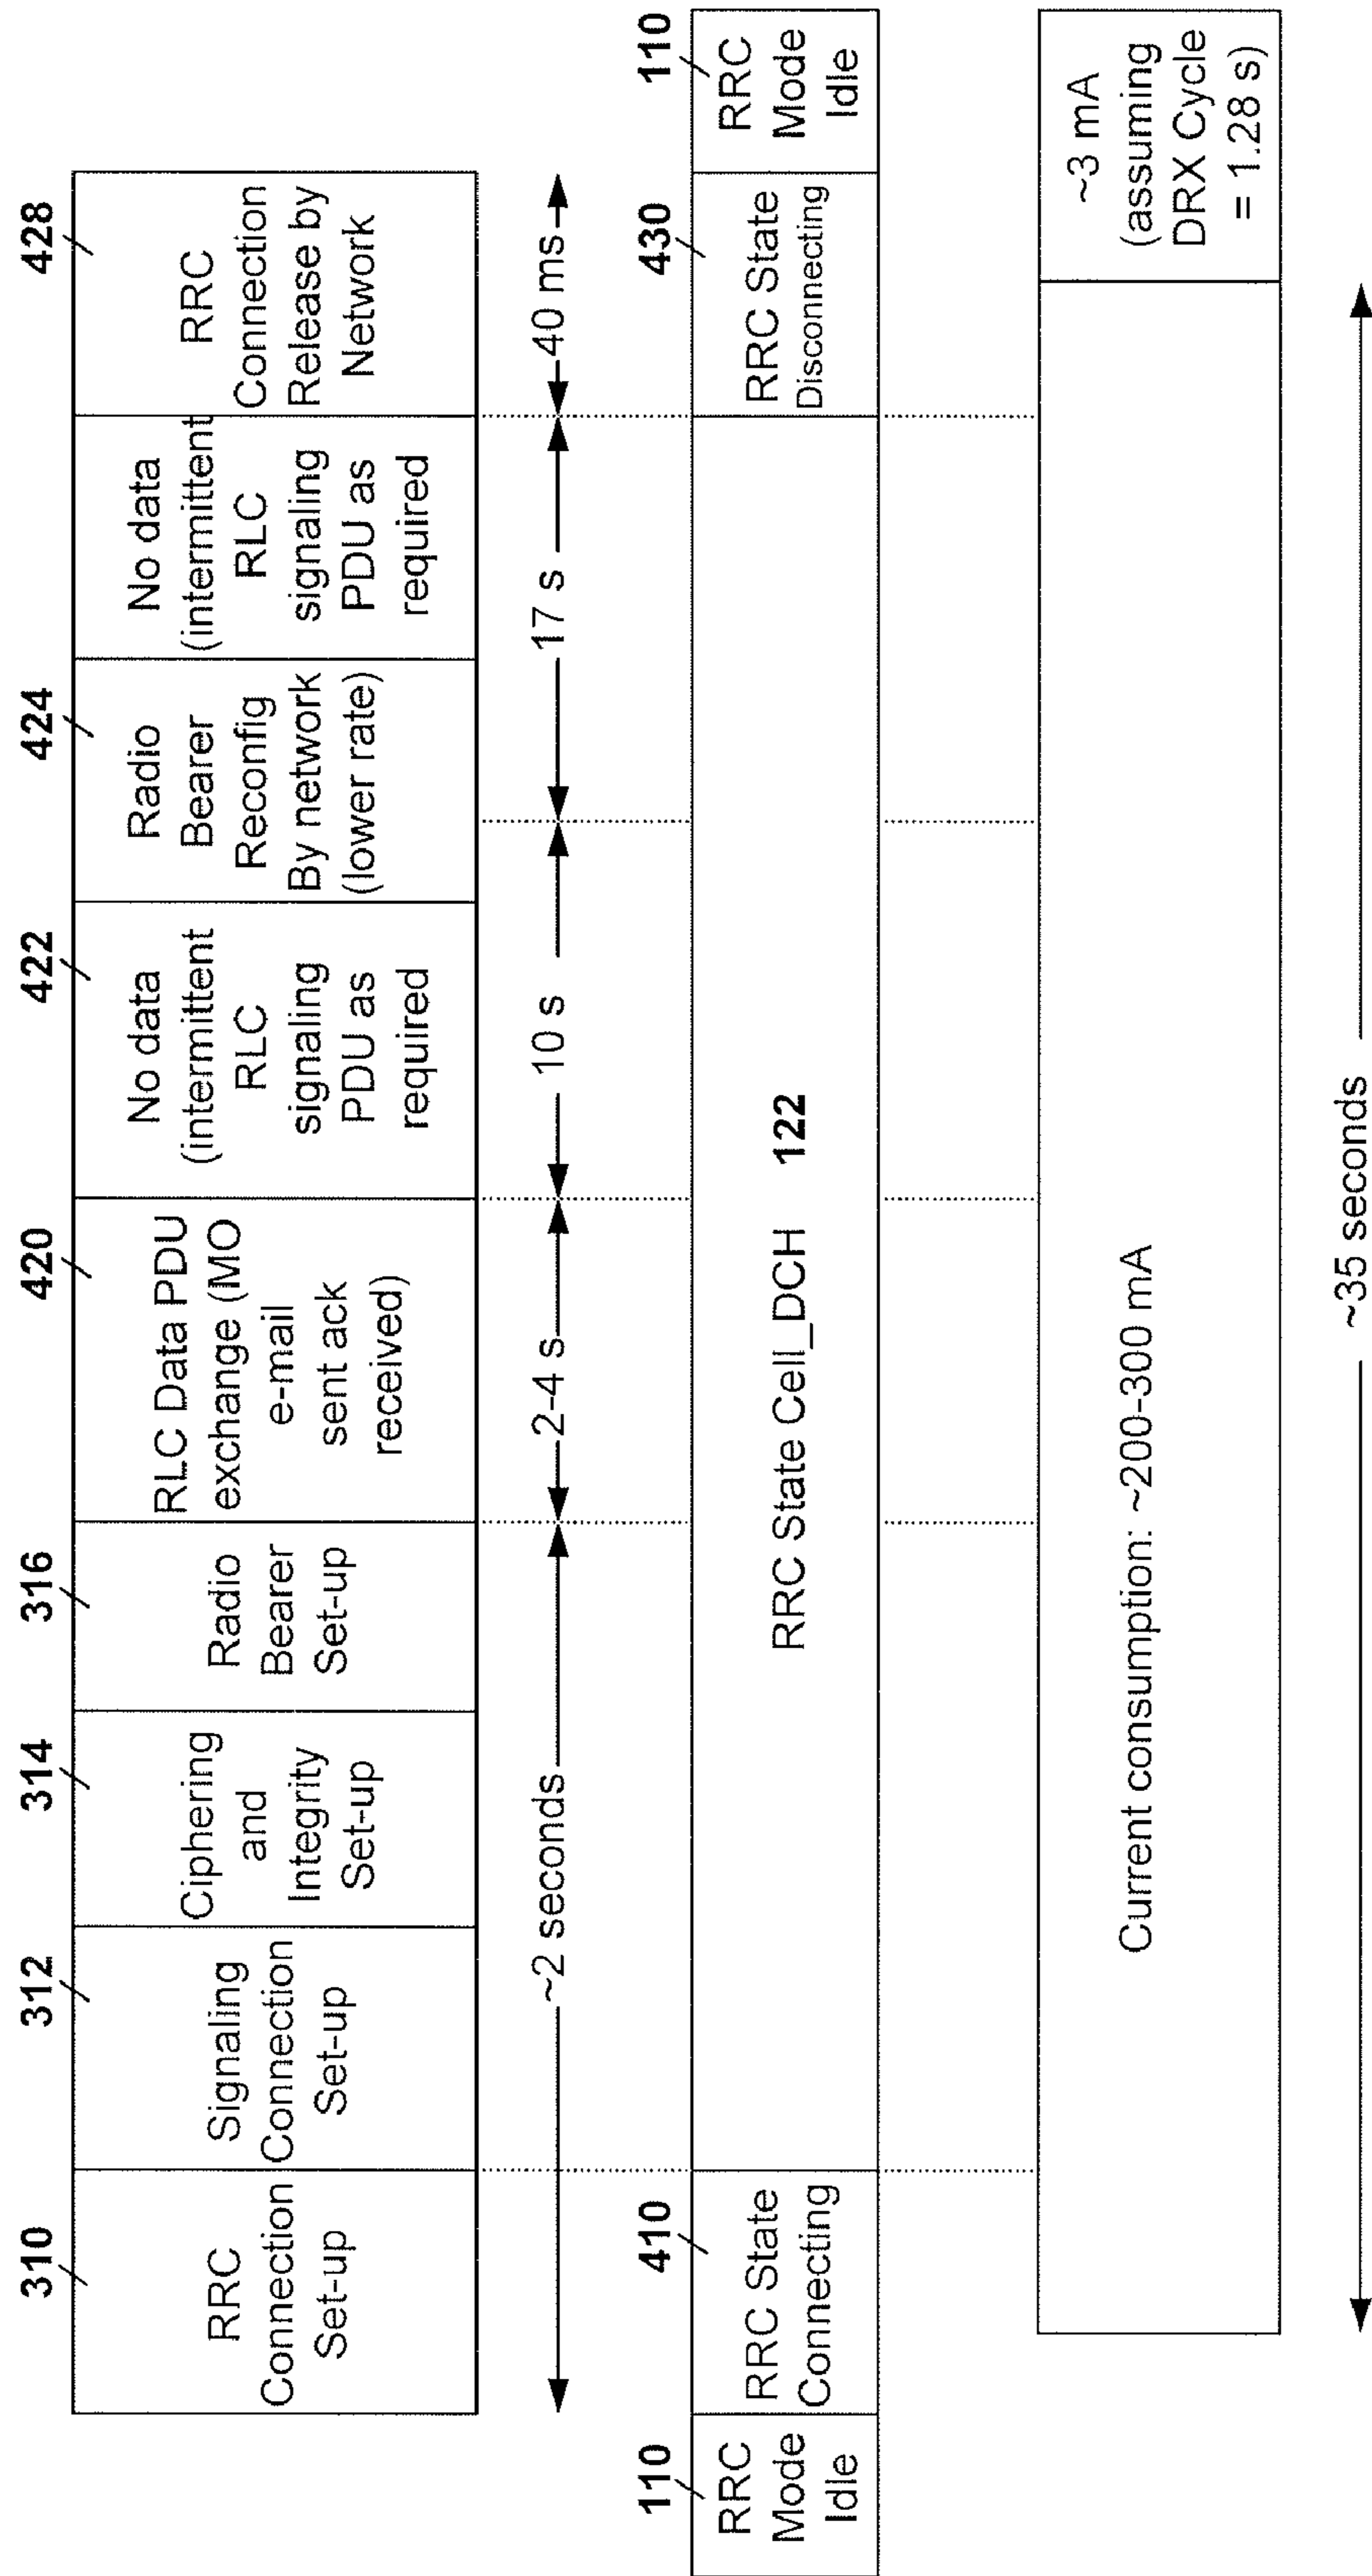 310
312
314
316
420
422
424
428
RRC
Connection
Set-up
Signaling
Connection
Set-up
Ciphering
and
Integrity
Set-up
Radio
Bearer
Set-up
RLC Data PDU
exchange (MO
e-mail
sent ack
received)
No data
(intermittent
RLC
signaling
PDU as
required
Radio
Bearer
Reconfig
By network
(lower rate)
No data
(intermittent
RLC
signaling
PDU as
required
RRC
Connection
Release by
Network
~2 seconds
2-4 s
10 s
17 s
40 ms
110
410
430
110
RRC
Mode
Idle
RRC State
Connecting
RRC State Cell_DCH 122
RRC State
Disconnecting
RRC
Mode
Idle
Current consumption: ~200-300 mA
~3 mA
(assuming
DRX Cycle
= 1.28 s)
~35 seconds